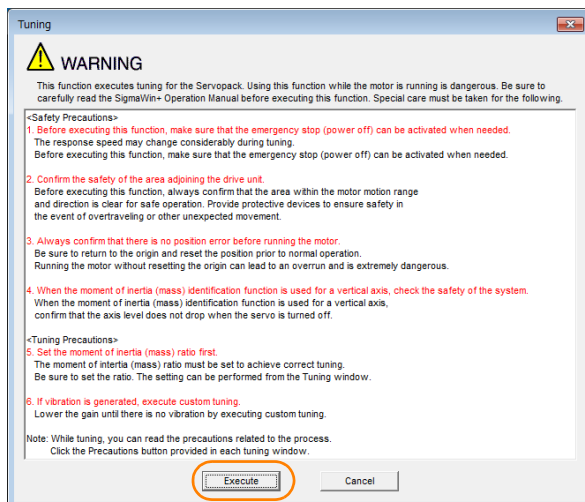 Tuning
WARNING
This function executes tuning for the Servopack. Using this function while the motor is running is dangerous. Be sure to
carefully read the SigmaWin+ Operation Manual before executing this function. Special care must be taken for the following.
<Safety Precautions>
1. Before executing this function, make sure that the emergency stop (power off) can be activated when needed.
The response speed may change considerably during tuning.
Before executing this function, make sure that the emergency stop (power off) can be activated when needed.
2. Confirm the safety of the area adjoining the drive unit.
Before executing this function, always confirm that the area within the motor motion range
and direction is clear for safe operation. Provide protective devices to ensure safety in
the event of overtraveling or other unexpected movement.
3. Always confirm that there is no position error before running the motor.
Be sure to return to the origin and reset the position prior to normal operation.
Running the motor without resetting the origin can lead to an overrun and is extremely dangerous.
4. When the moment of inertia (mass) identification function is used for a vertical axis, check the safety of the system.
When the moment of inertia (mass) identification function is used for a vertical axis,
confirm that the axis level does not drop when the servo is turned off.
<Tuning Precautions>
5. Set the moment of inertia (mass) ratio first.
The moment of intertia (mass) ratio must be set to achieve correct tuning.
Be sure to set the ratio. The setting can be performed from the Tuning window.
6. If vibration is generated, execute custom tuning.
Lower the gain until there is no vibration by executing custom tuning.
Note: While tuning, you can read the precautions related to the process.
Click the Precautions button provided in each tuning window.
Execute Cancel